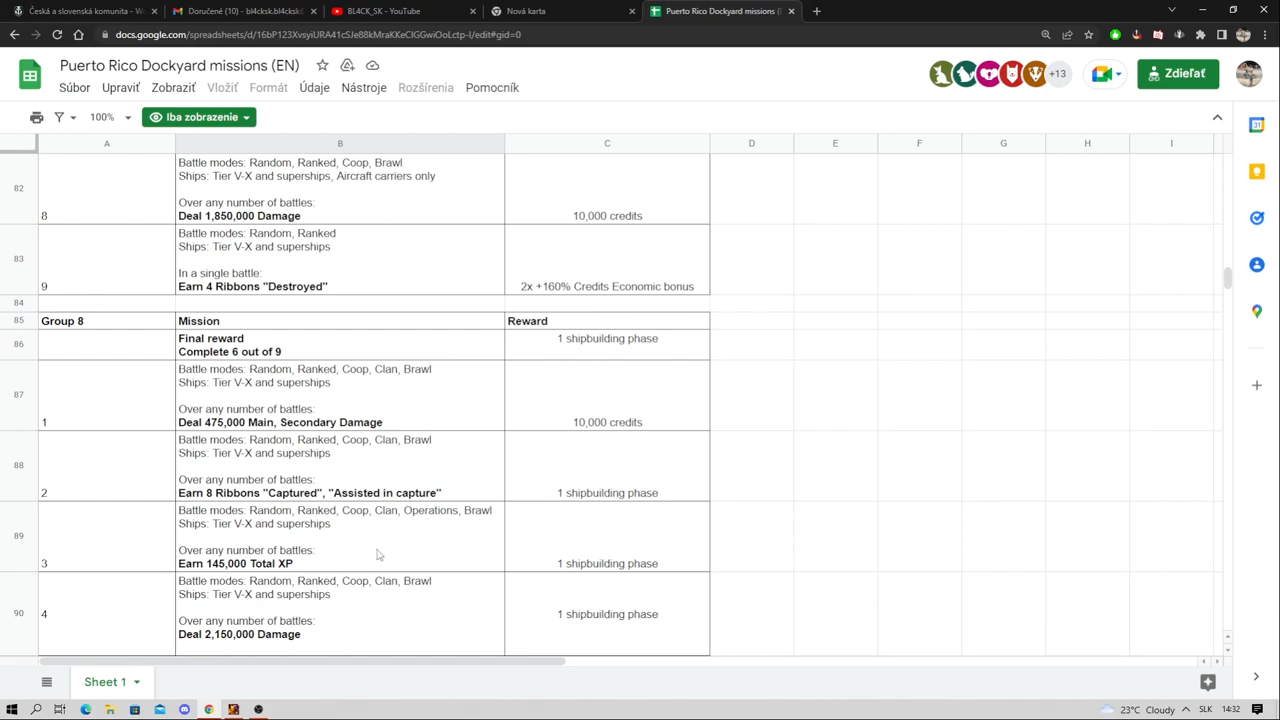 Česká a slovenská komunita - Wo
Doručené (10) - bl4cksk.bl4cksk@
BL4CK_SK - YouTube
Nová karta
Puerto Rico Dockyard missions (
docs.google.com/spreadsheets/d/
Puerto Rico Dockyard missions (EN)
Súbor Upraviť Zobraziť Vložiť Formát Údaje Nástroje Rozšírenia Pomocník
+13
Zdieľať
100%
Iba zobrazenie
A B C D E F G H I
Battle modes: Random, Ranked, Coop, Brawl
Ships: Tier V-X and superships, Aircraft carriers only
82
Over any number of battles:
8 Deal 1,850,000 Damage 10,000 credits
Battle modes: Random, Ranked
Ships: Tier V-X and superships
83
In a single battle:
9 Earn 4 Ribbons "Destroyed" 2x +160% Credits Economic bonus
84
85 Group 8 Mission Reward
Final reward 1 shipbuilding phase
86
Complete 6 out of 9
Battle modes: Random, Ranked, Coop, Clan, Brawl
Ships: Tier V-X and superships
87
Over any number of battles:
1 Deal 475,000 Main, Secondary Damage 10,000 credits
Battle modes: Random, Ranked, Coop, Clan, Brawl
Ships: Tier V-X and superships
88
Over any number of battles:
2 Earn 8 Ribbons "Captured", "Assisted in capture" 1 shipbuilding phase
Battle modes: Random, Ranked, Coop, Clan, Operations, Brawl
Ships: Tier V-X and superships
89
Over any number of battles:
3 Earn 145,000 Total XP 1 shipbuilding phase
Battle modes: Random, Ranked, Coop, Clan, Brawl
Ships: Tier V-X and superships
90 4 1 shipbuilding phase
Over any number of battles:
Deal 2,150,000 Damage
Sheet 1
23°C Cloudy SLK 14:32